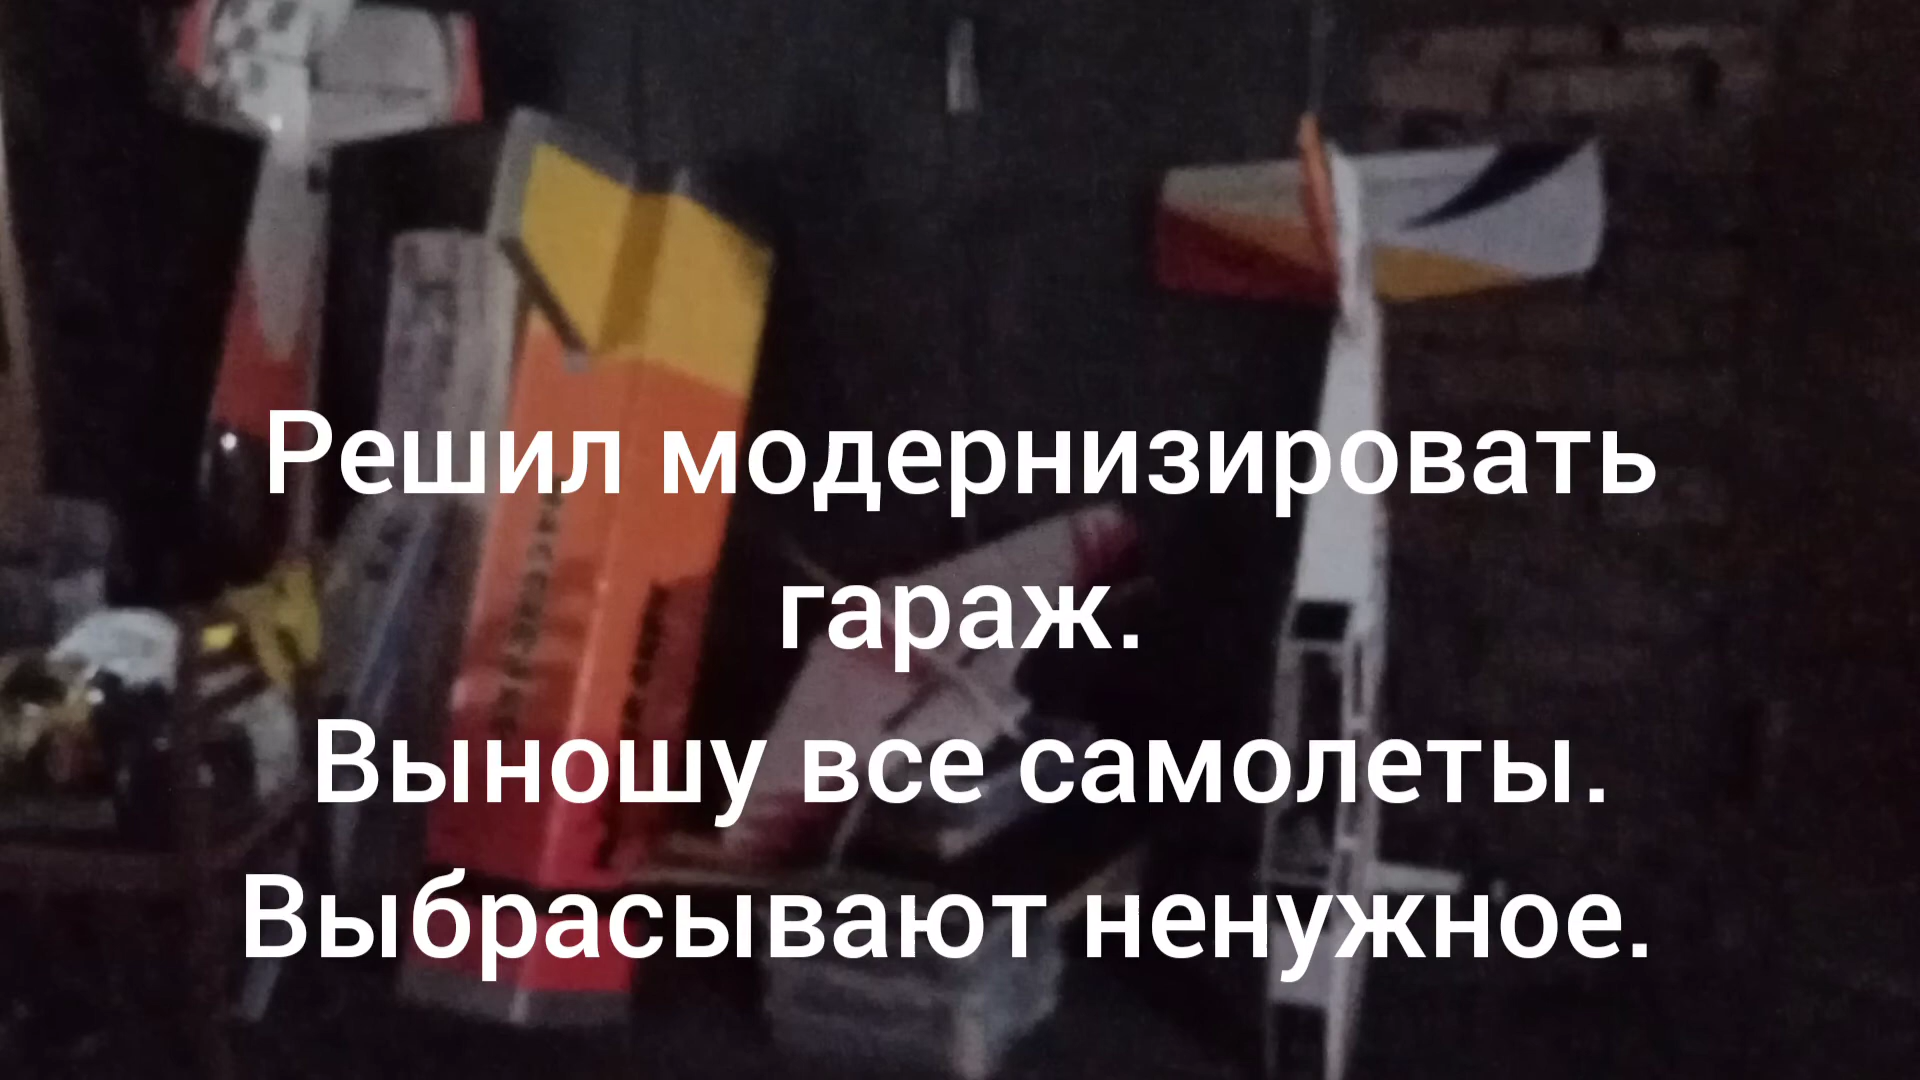 Решил модернизировать
гараж.
Выношу все самолеты.
Выбрасывают ненужное.